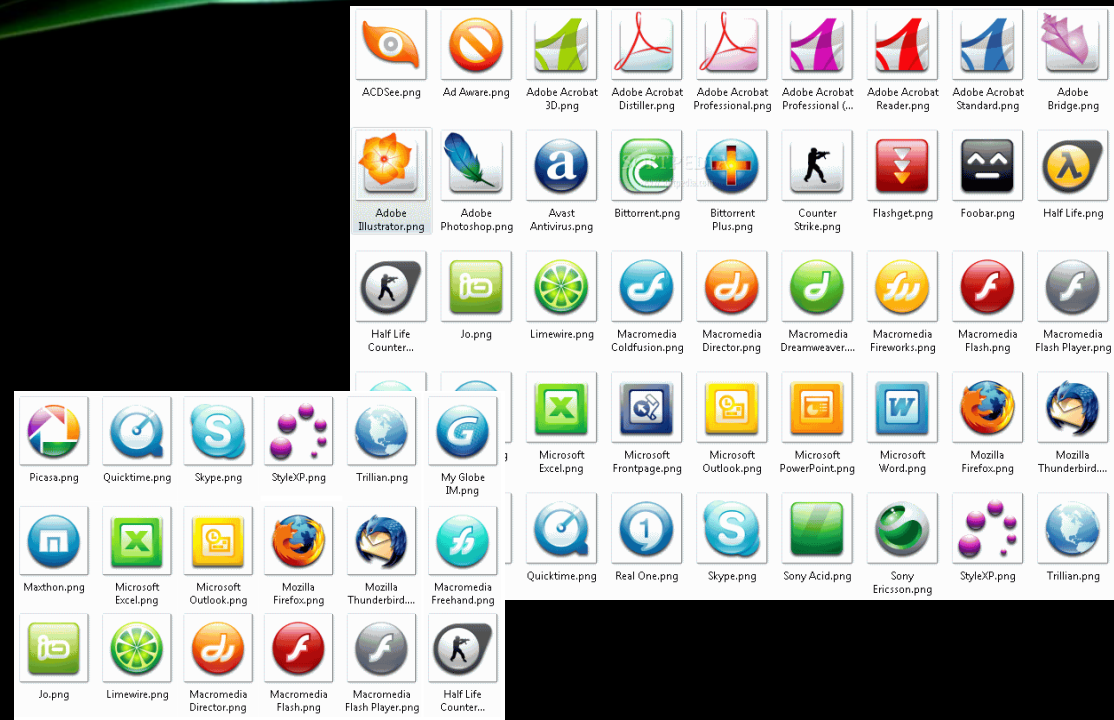 ACDSee.png
Ad Aware.png
Adobe Acrobat
3D.png
Adobe Acrobat
Distiller.png
Adobe Acrobat
Professional.png
Adobe Acrobat
Professional (...
Adobe Acrobat
Reader.png
Adobe Acrobat
Standard.png
Adobe
Bridge.png
Adobe
Illustrator.png
Adobe
Photoshop.png
a
Avast
Antivirus.png
Bittorrent.png
SOFTPEDIA
Bittorrent
Plus.png
Counter
Strike.png
Flashget.png
Foobar.png
λ
Half Life.png
Half Life
Counter...
Jo.png
Limewire.png
Macromedia
Coldfusion.png
Macromedia
Director.png
Macromedia
Dreamweaver....
Macromedia
Fireworks.png
Macromedia
Flash.png
Macromedia
Flash Player.png
X
Microsoft
Excel.png
Microsoft
Frontpage.png
Microsoft
Outlook.png
Microsoft
PowerPoint.png
W
Microsoft
Word.png
Mozilla
Firefox.png
Mozilla
Thunderbird....
Quicktime.png
1
Real One.png
S
Skype.png
Sony Acid.png
Sony
Ericsson.png
StyleXP.png
Trillian.png
Picasa.png
Quicktime.png
S
Skype.png
StyleXP.png
Trillian.png
G
My Globe
IM.png
m
Maxthon.png
X
Microsoft
Excel.png
Microsoft
Outlook.png
Mozilla
Firefox.png
Mozilla
Thunderbird....
Macromedia
Freehand.png
Jo.png
Limewire.png
Macromedia
Director.png
Macromedia
Flash.png
Macromedia
Flash Player.png
Half Life
Counter...